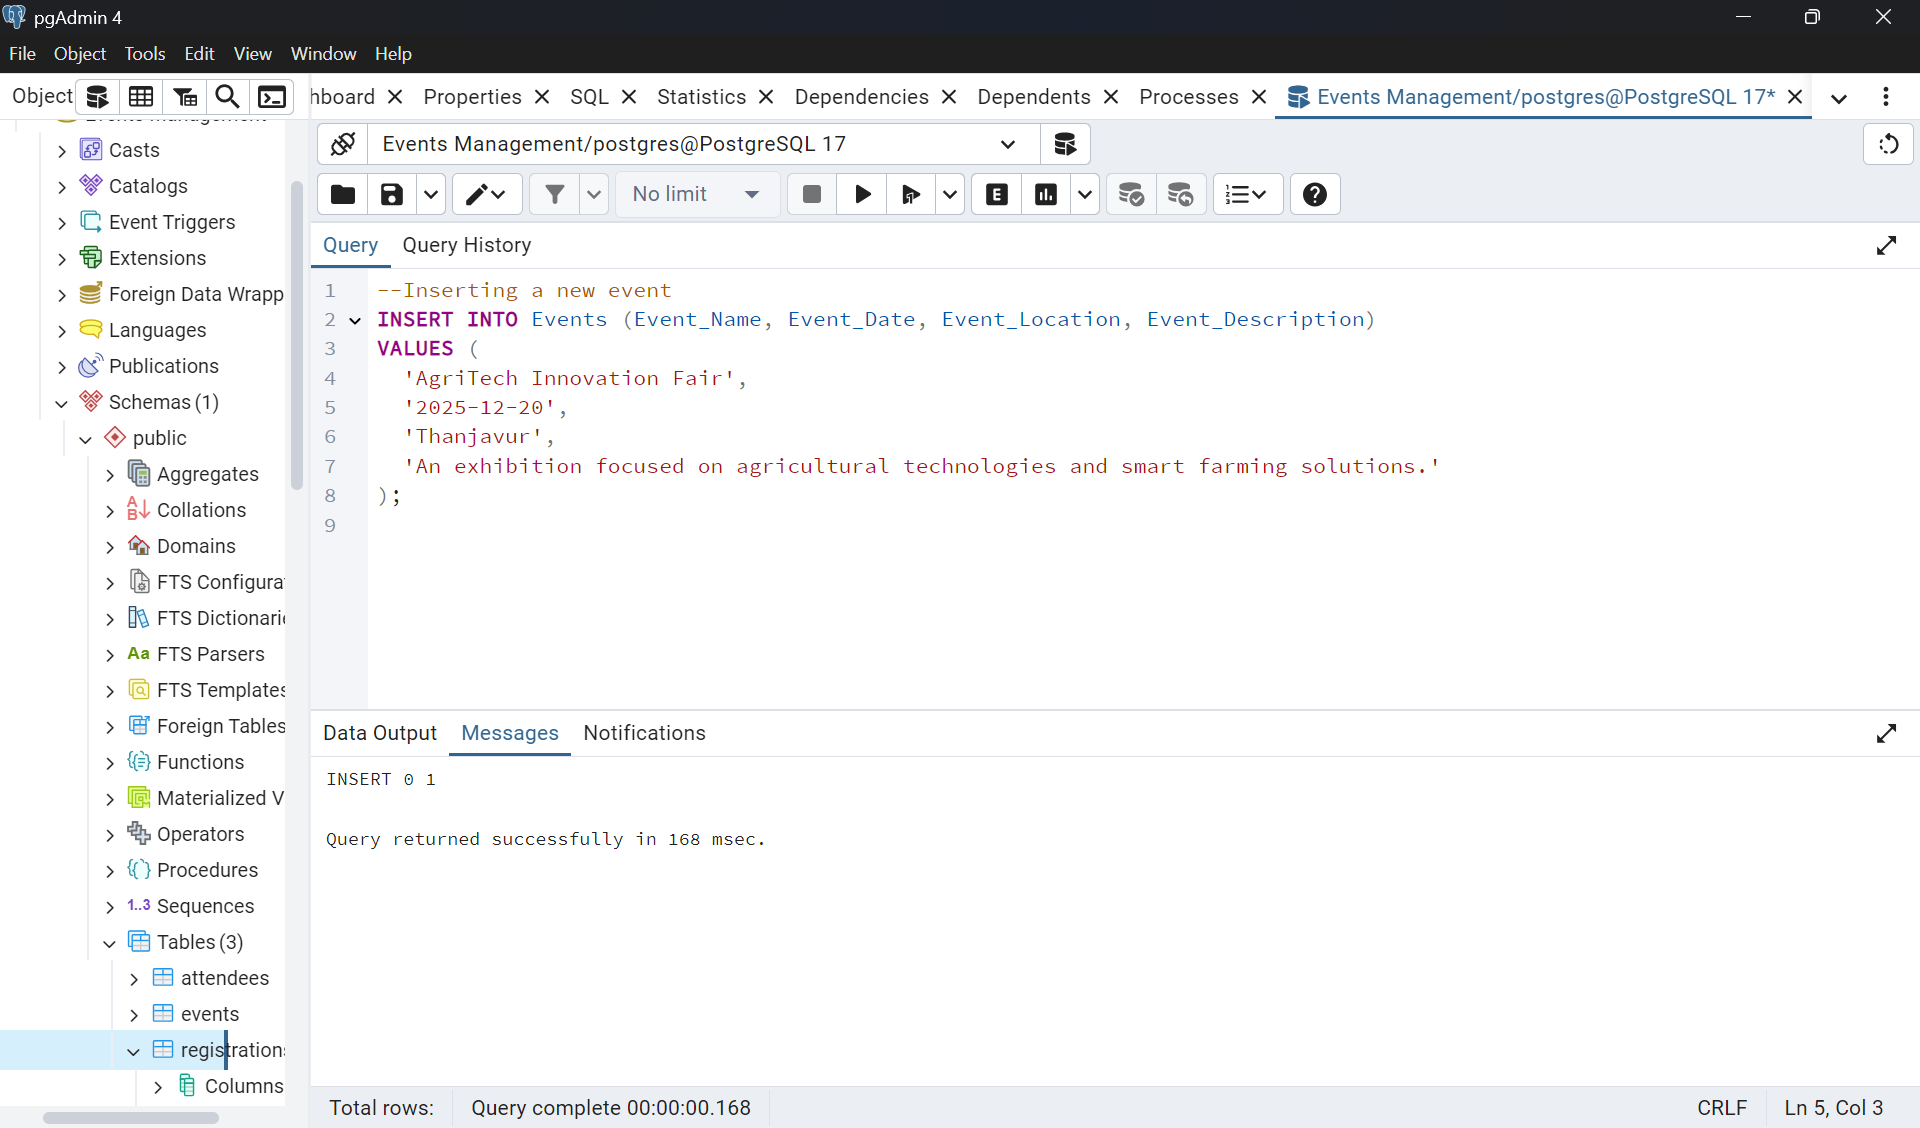 pgAdmin 4
File Object Tools Edit View Window Help
Object
hboard Properties SQL Statistics Dependencies Dependents Processes Events Management/postgres@PostgreSQL 17*
Events Management/postgres@PostgreSQL 17
No limit
E
Query Query History
Casts
Catalogs
Event Triggers
Extensions
Foreign Data Wrapp
Languages
Publications
Schemas (1)
public
Aggregates
Collations
Domains
FTS Configura
FTS Dictionari
Aa FTS Parsers
FTS Templates
Foreign Tables
Functions
Materialized V
Operators
Procedures
1..3 Sequences
Tables (3)
attendees
events
registrations
Columns
1 --Inserting a new event
2 INSERT INTO Events (Event_Name, Event_Date, Event_Location, Event_Description)
3 VALUES (
4 'AgriTech Innovation Fair',
5 '2025-12-20',
6 'Thanjavur',
7 'An exhibition focused on agricultural technologies and smart farming solutions.'
8 );
9
Data Output Messages Notifications
INSERT 0 1
Query returned successfully in 168 msec.
Total rows: Query complete 00:00:00.168 CRLF Ln 5, Col 3